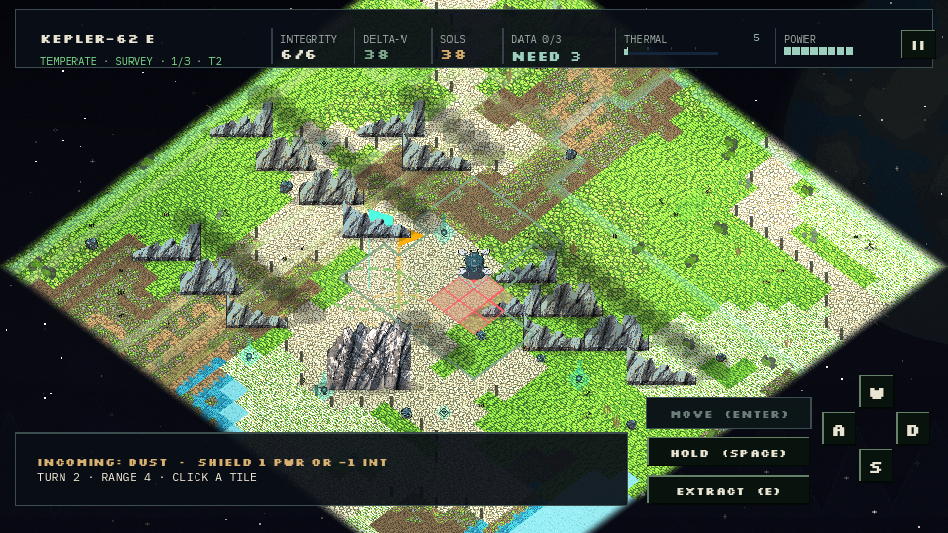 KEPLER-62 E
TEMPERATE · SURVEY · 1/3 · T2
INTEGRITY
6/6
DELTA-V
38
SOLS
38
DATA 0/3
NEED 3
THERMAL
5
POWER
INCOMING: DUST · SHIELD 1 PWR OR -1 INT
TURN 2 · RANGE 4 · CLICK A TILE
MOVE (ENTER)
HOLD (SPACE)
EXTRACT (E)
W
A
D
S